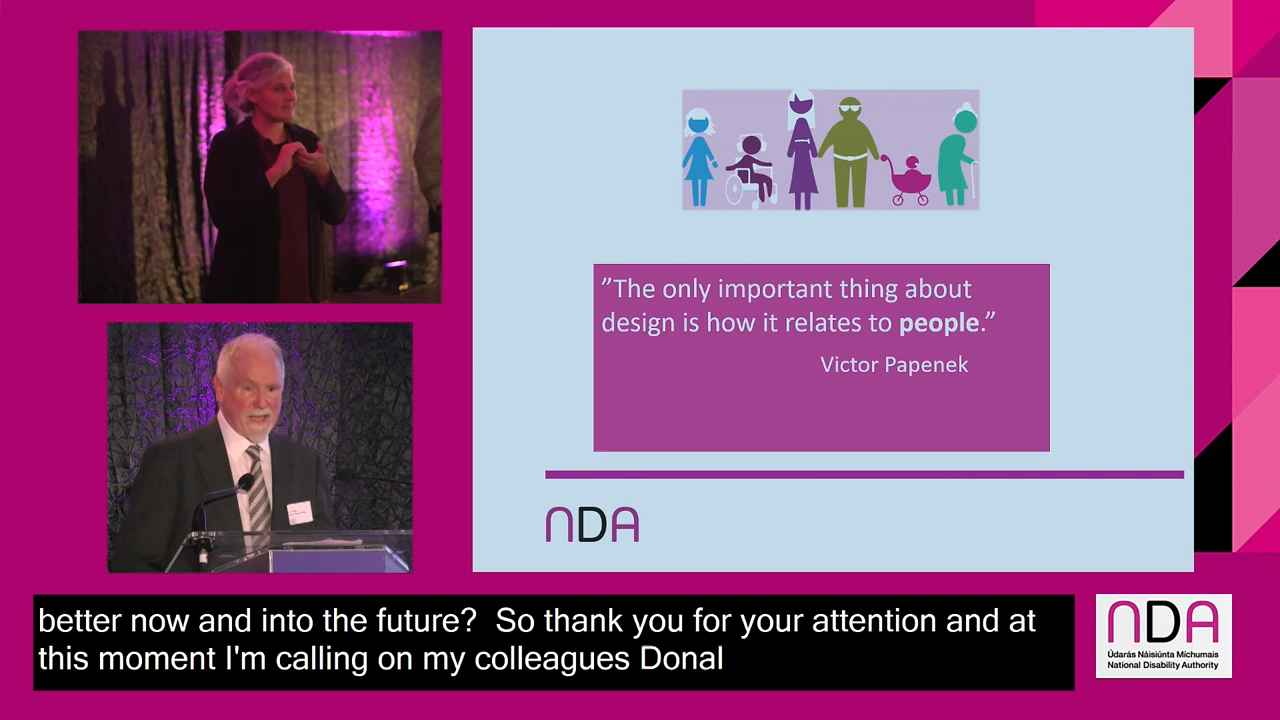 ”The only important thing about
design is how it relates to people.”
Victor Papenek
NDA
better now and into the future?  So thank you for your attention and at
this moment I'm calling on my colleagues Donal
NDA
Údarás Náisiúnta Míchumais
National Disability Authority